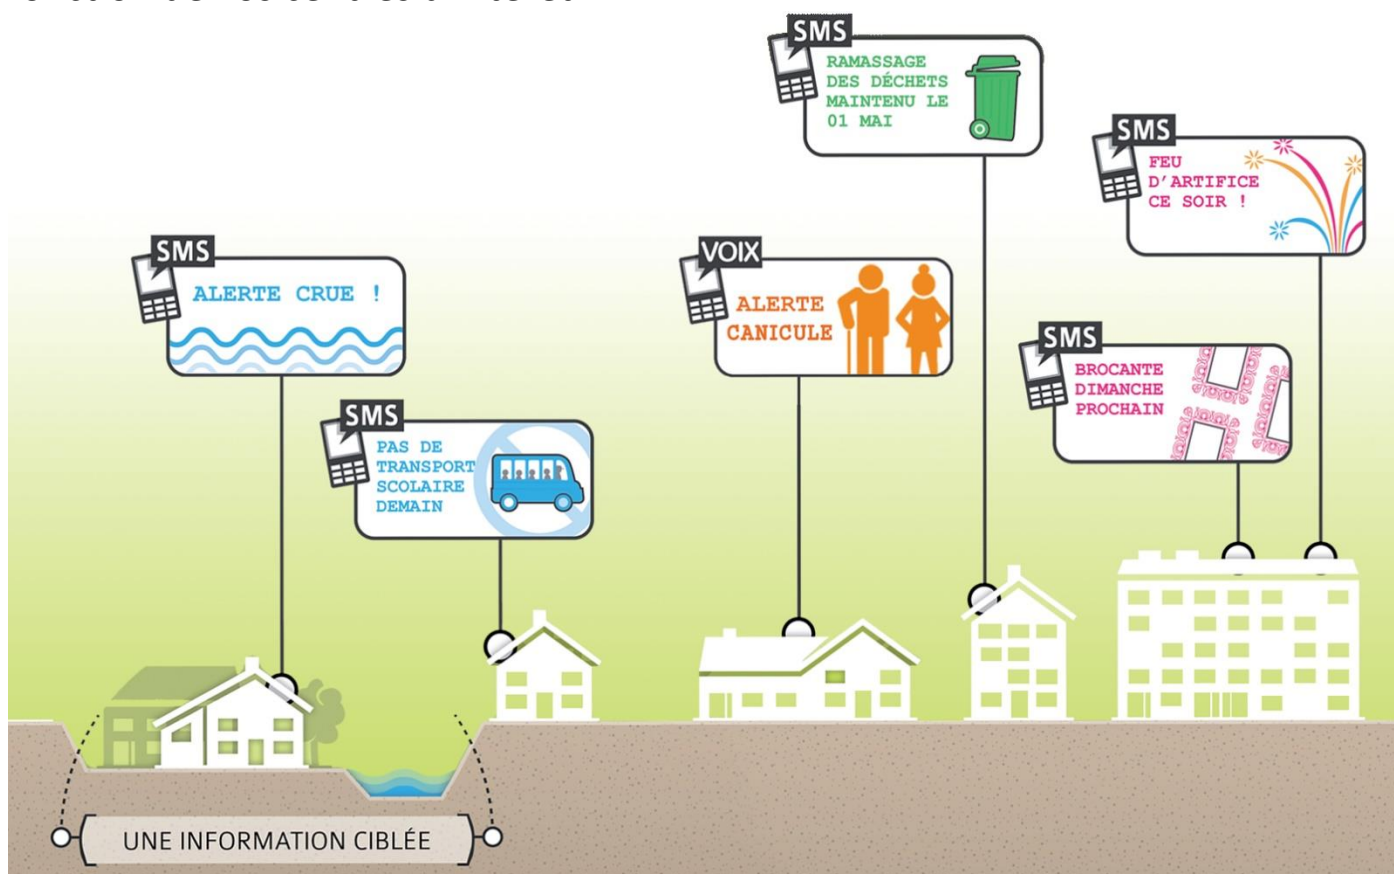 SMS
RAMASSAGE
DES DÉCHETS
MAINTENU LE
01 MAI
SMS
FEU
D'ARTIFICE
CE SOIR !
SMS
ALERTE CRUE !
VOIX
ALERTE
CANICULE
SMS
BROCANTE
DIMANCHE
PROCHAIN
SMS
PAS DE
TRANSPORT
SCOLAIRE
DEMAIN
UNE INFORMATION CIBLÉE